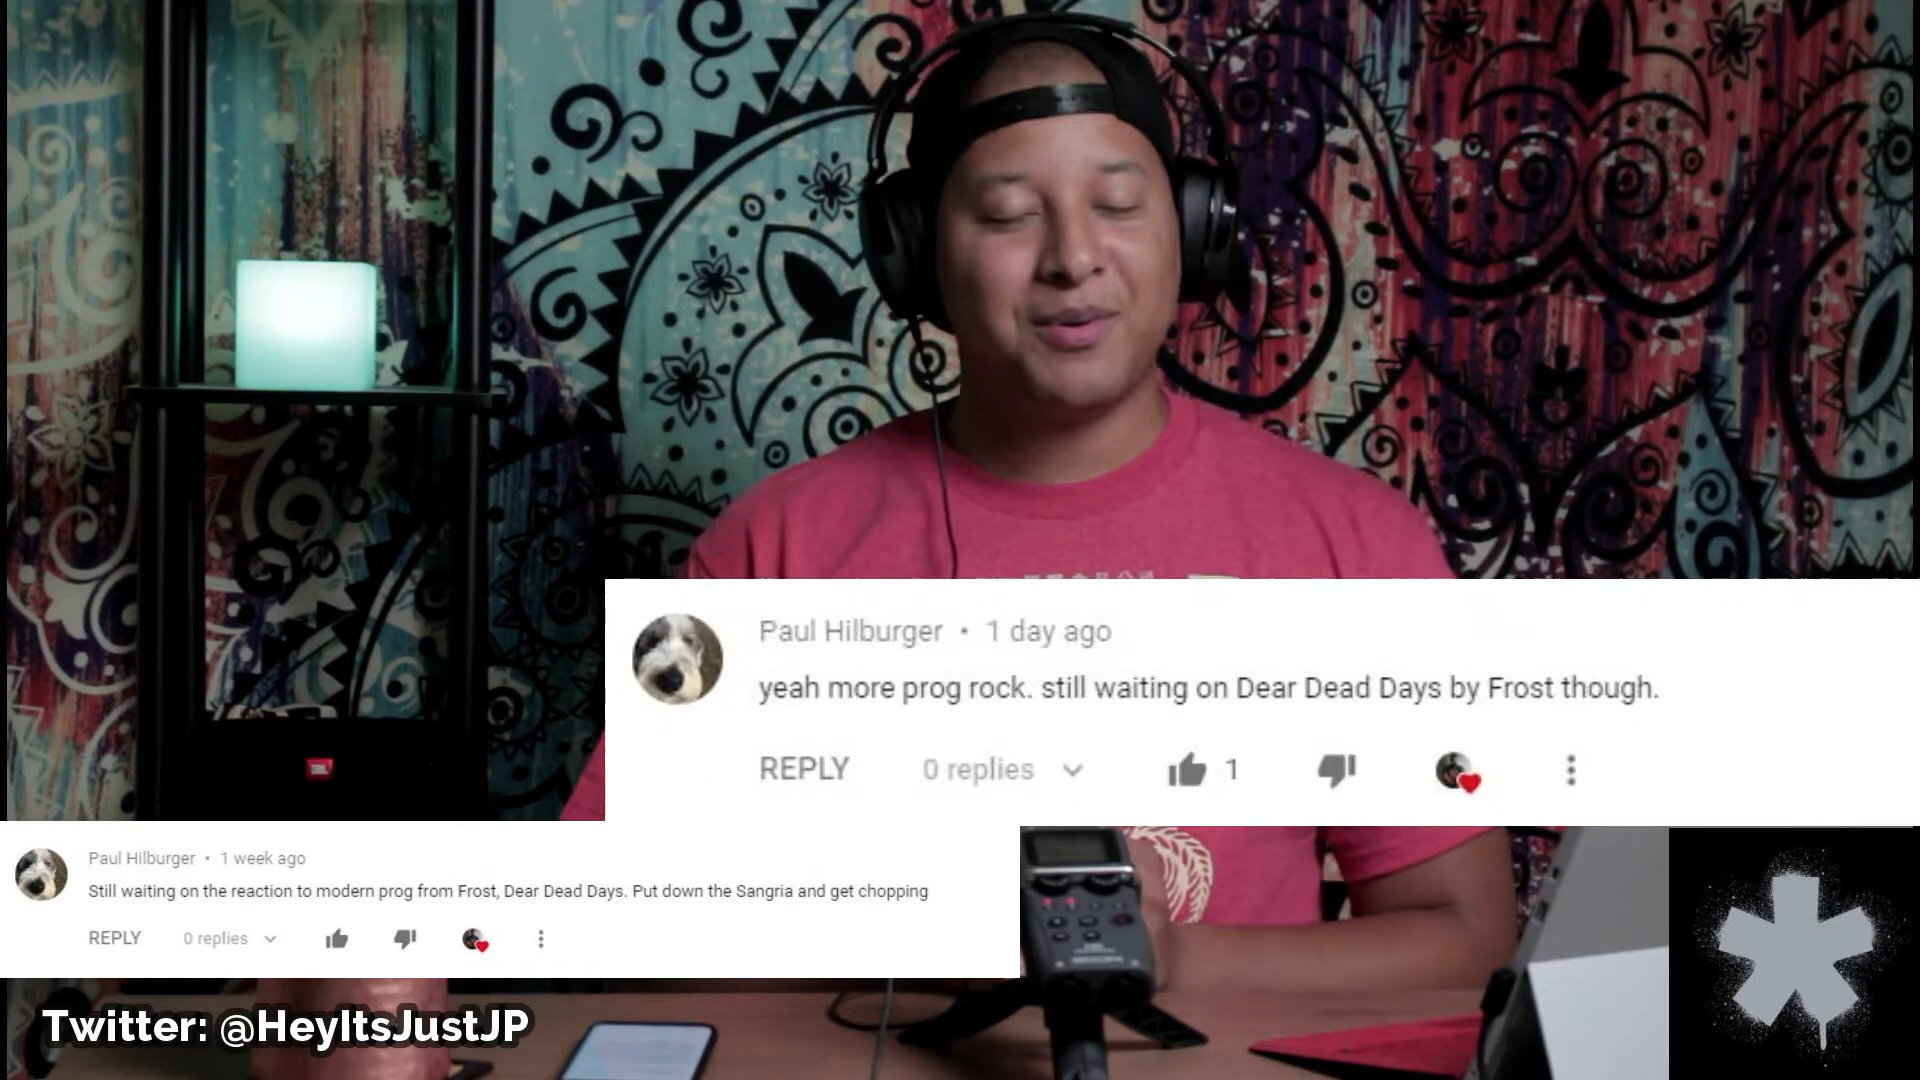 Paul Hilburger • 1 day ago
yeah more prog rock. still waiting on Dear Dead Days by Frost though.
REPLY 0 replies 1
Paul Hilburger • 1 week ago
Still waiting on the reaction to modern prog from Frost, Dear Dead Days. Put down the Sangria and get chopping
REPLY 0 replies
Twitter: @HeyItsJustJP
JBL